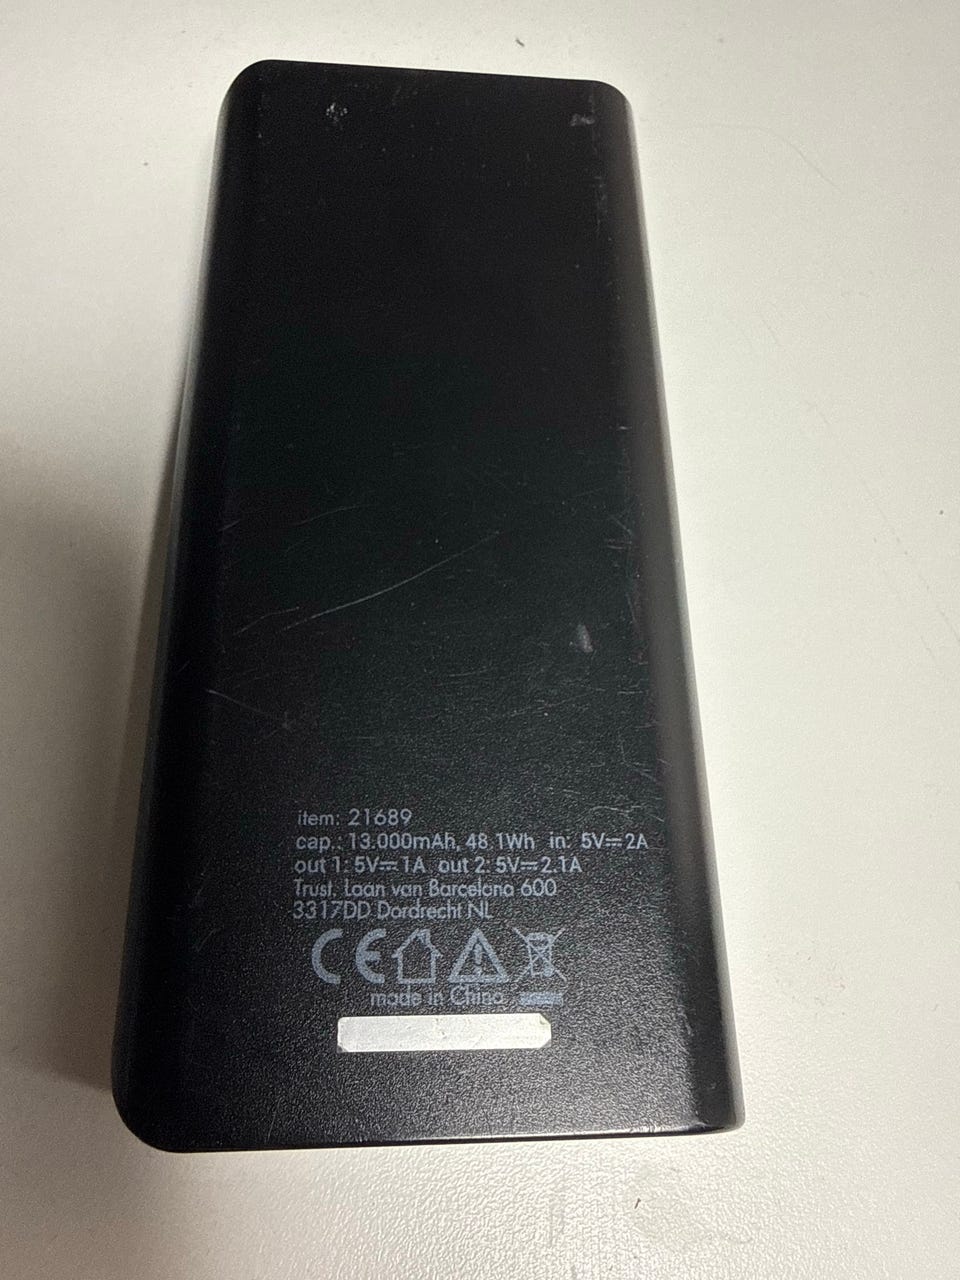 item: 21689
cap.: 13.000mAh, 48.1Wh in: 5V⎓2A
out 1: 5V⎓1A out 2: 5V⎓2.1A
Trust, Laan van Barcelona 600
3317DD Dordrecht NL
CE
made in China